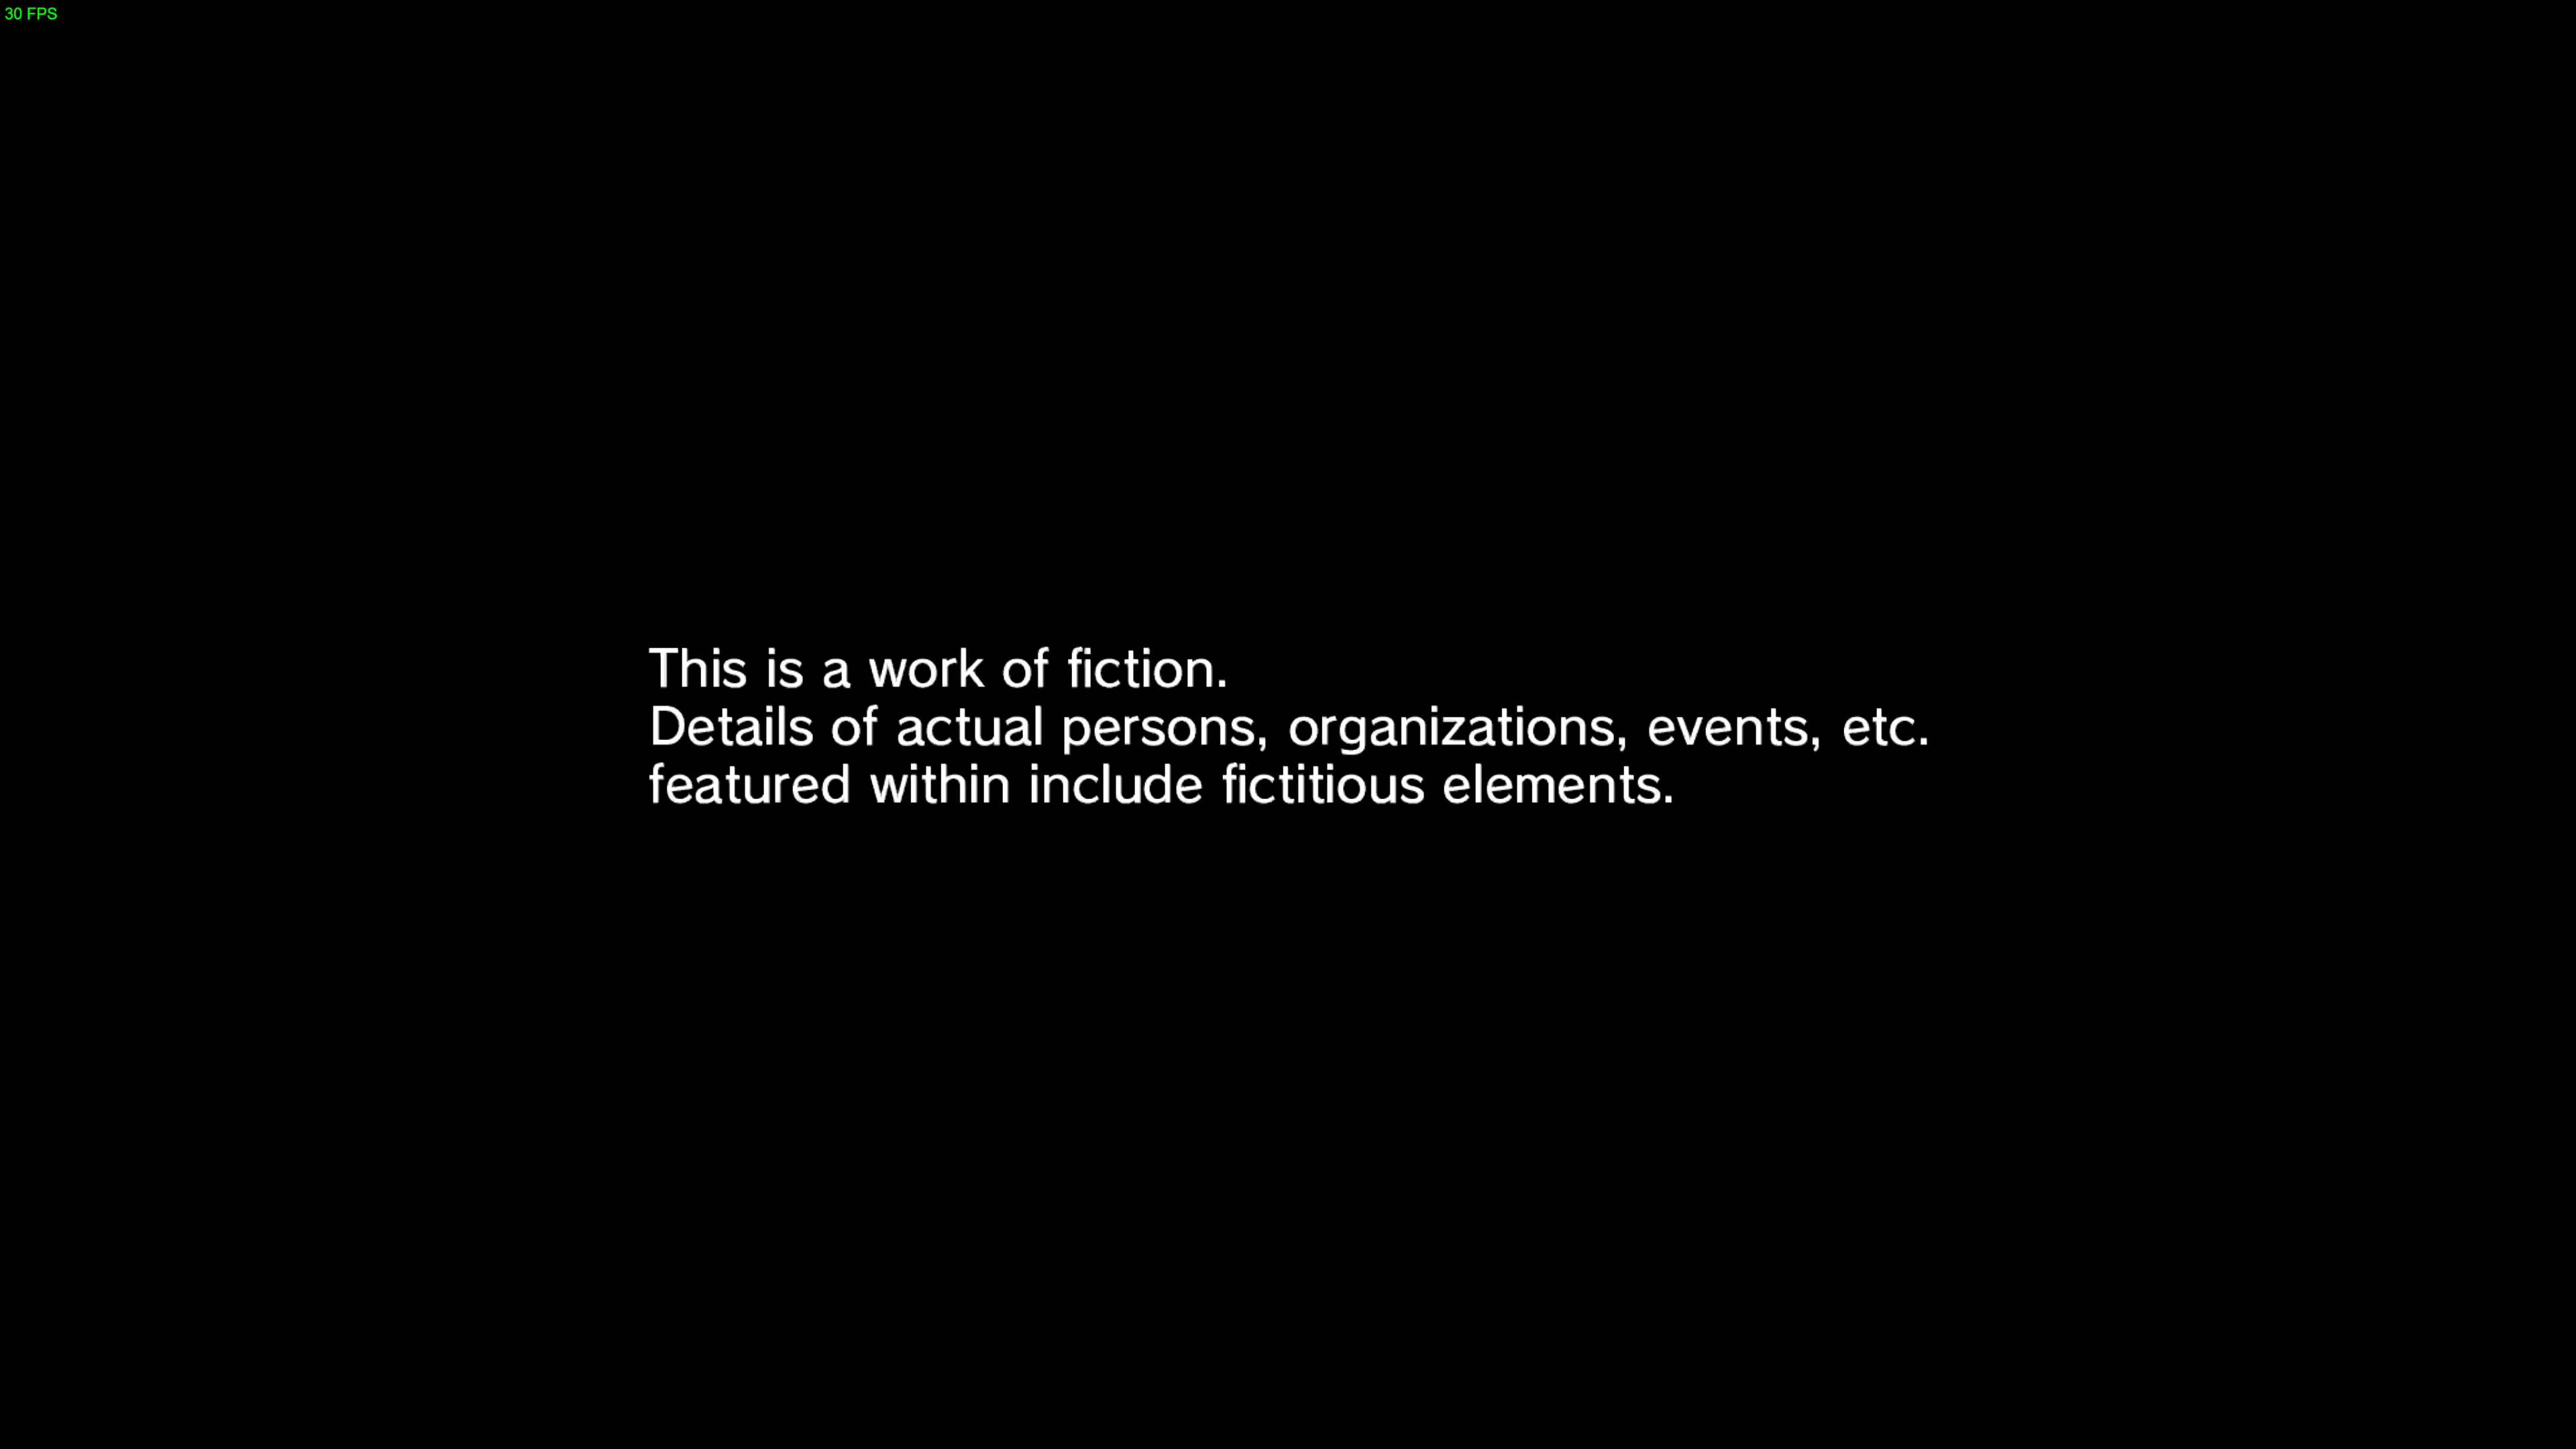 30 FPS
This is a work of fiction.
Details of actual persons, organizations, events, etc.
featured within include fictitious elements.